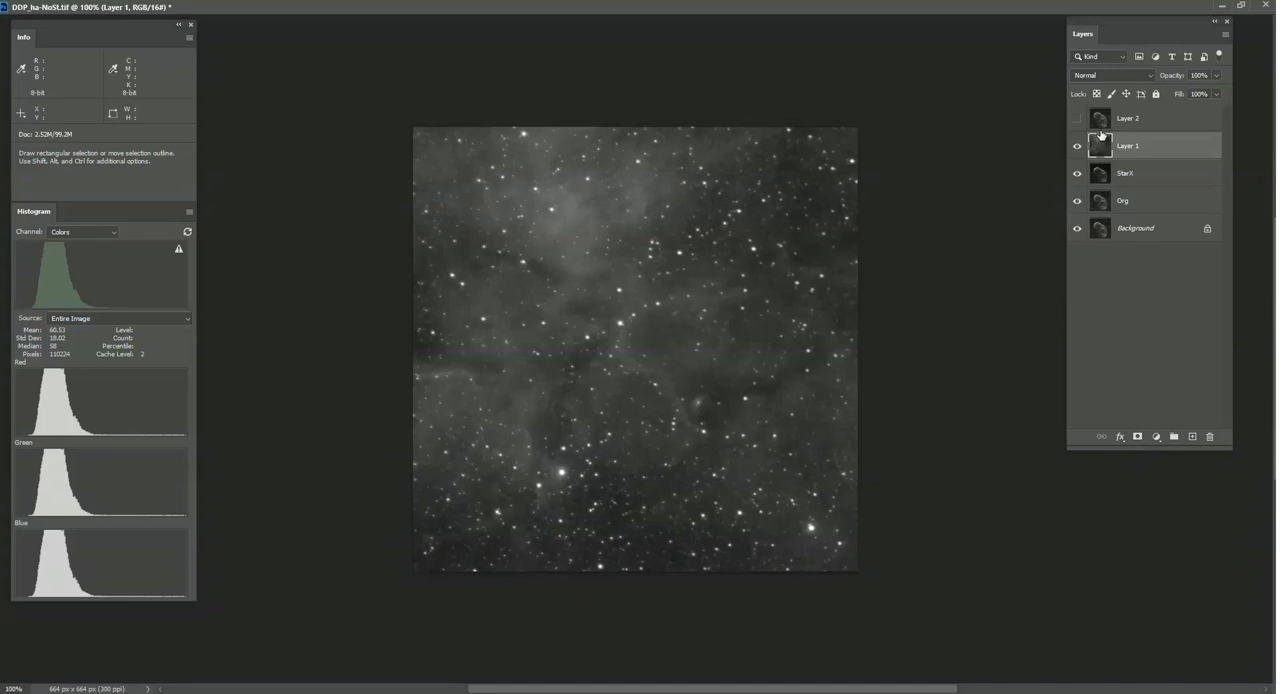 DDP_ha-NoSt.tif @ 100% (Layer 1, RGB/16#) *
Info
R :
G :
B :
8-bit
C :
M :
Y :
K :
8-bit
X :
Y :
W :
H :
Doc: 2.52M/99.2M
Draw rectangular selection or move selection outline.
Use Shift, Alt, and Ctrl for additional options.
Histogram
Channel: Colors
Source: Entire Image
Mean: 60.53 Level:
Std Dev: 18.02 Count:
Median: 58 Percentile:
Pixels: 110224 Cache Level: 2
Red
Green
Blue
Layers
Kind
Normal Opacity: 100%
Lock: Fill: 100%
Layer 2
Layer 1
StarX
Org
Background
fx
100% 664 px x 664 px (300 ppi)